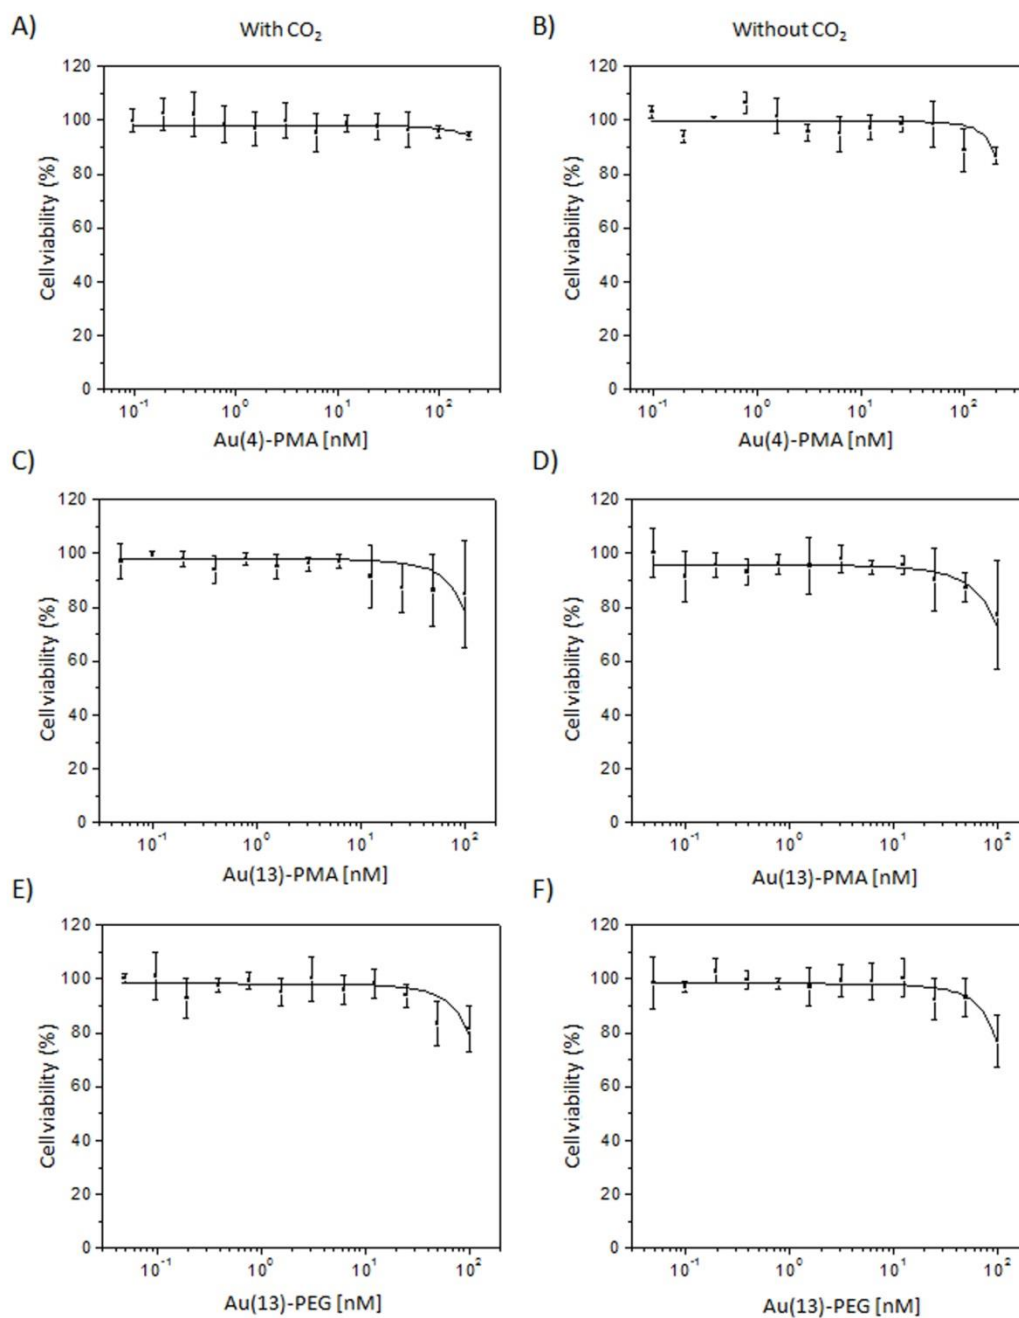 A) With CO₂
B) Without CO₂
120
100
80
60
40
20
0
Cell viability (%)
10⁻¹ 10⁰ 10¹ 10²
Au(4)-PMA [nM]
120
100
80
60
40
20
0
Cell viability (%)
10⁻¹ 10⁰ 10¹ 10²
Au(4)-PMA [nM]
C)
120
100
80
60
40
20
0
Cell viability (%)
10⁻¹ 10⁰ 10¹ 10²
Au(13)-PMA [nM]
D)
120
100
80
60
40
20
0
Cell viability (%)
10⁻¹ 10⁰ 10¹ 10²
Au(13)-PMA [nM]
E)
120
100
80
60
40
20
0
Cell viability (%)
10⁻¹ 10⁰ 10¹ 10²
Au(13)-PEG [nM]
F)
120
100
80
60
40
20
0
Cell viability (%)
10⁻¹ 10⁰ 10¹ 10²
Au(13)-PEG [nM]